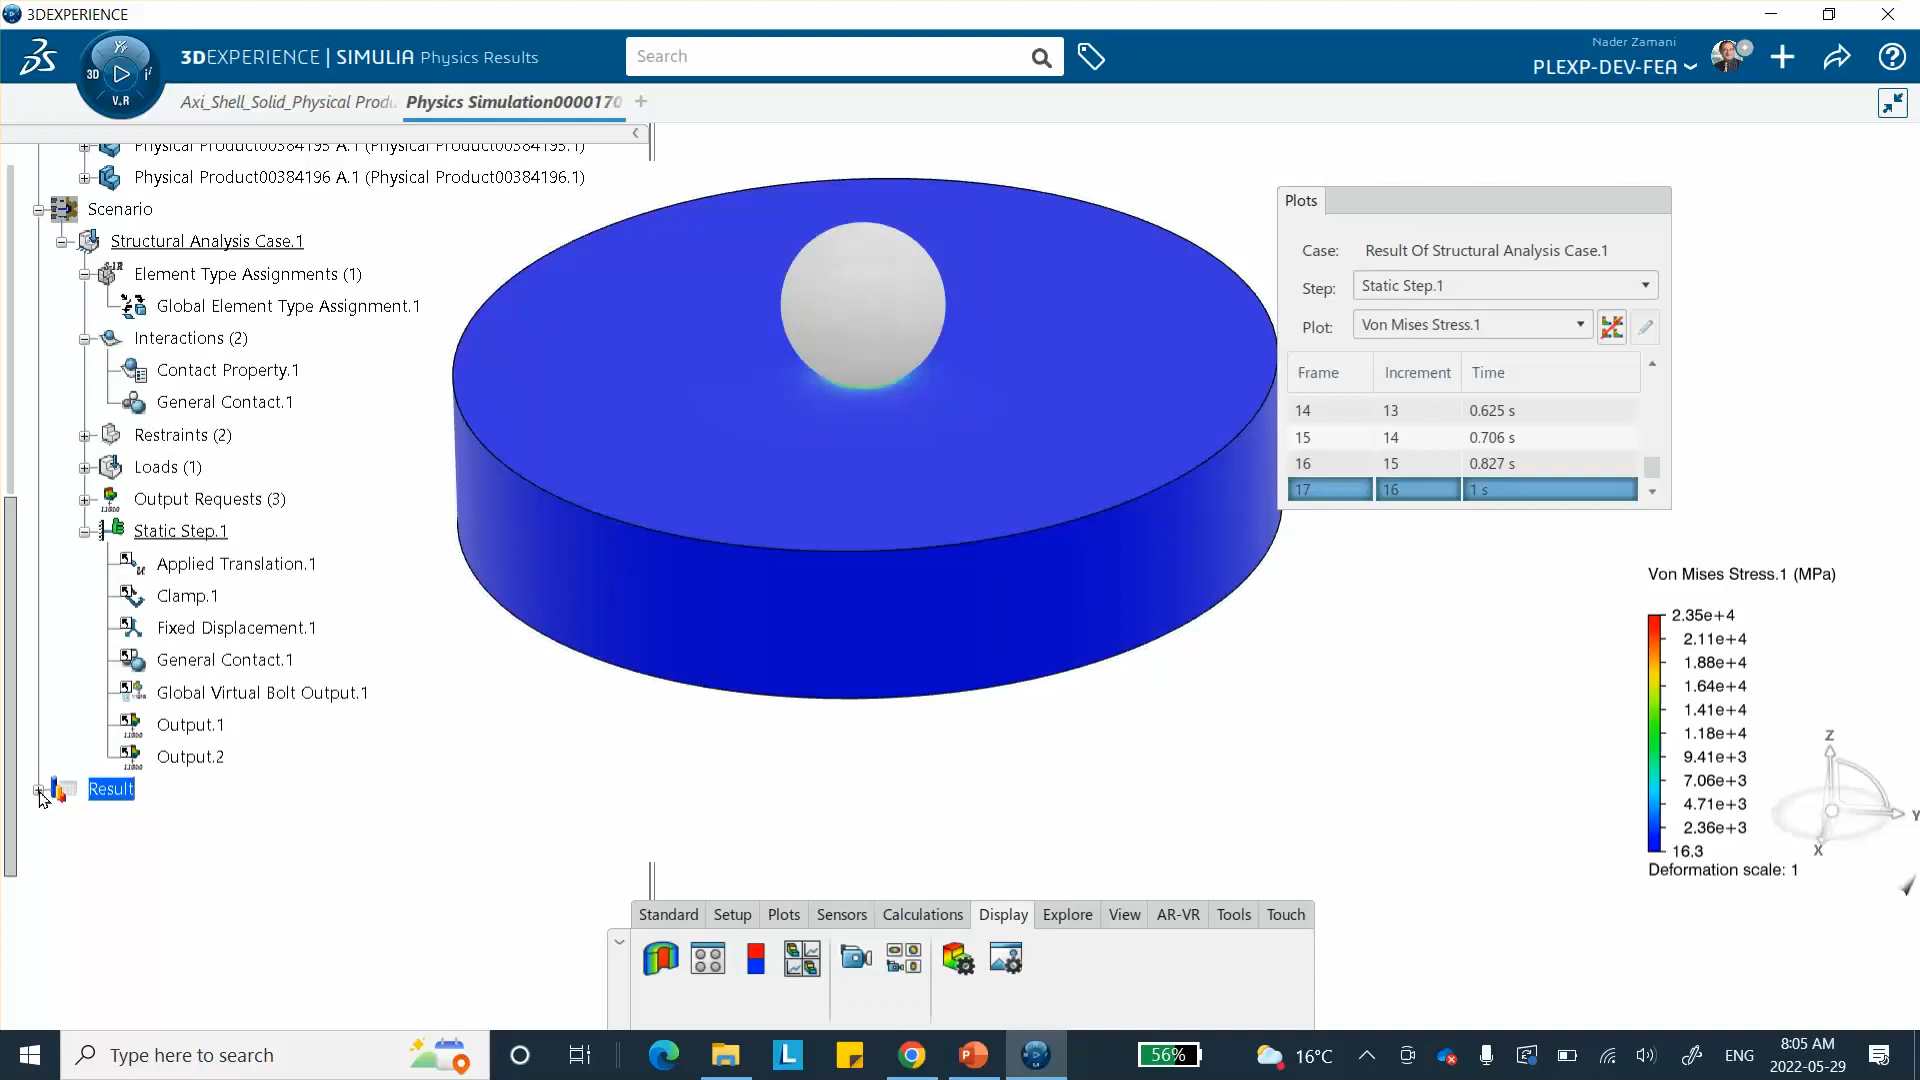 3DEXPERIENCE
3DEXPERIENCE | SIMULIA Physics Results
Search
Nader Zamani
PLEXP-DEV-FEA
3D
V.R
Axi_Shell_Solid_Physical Produ
Physics Simulation0000170
Physical Product00384195 A.1 (Physical Product00384195.1)
Physical Product00384196 A.1 (Physical Product00384196.1)
Scenario
Structural Analysis Case.1
Element Type Assignments (1)
Global Element Type Assignment.1
Interactions (2)
Contact Property.1
General Contact.1
Restraints (2)
Loads (1)
Output Requests (3)
Static Step.1
Applied Translation.1
Clamp.1
Fixed Displacement.1
General Contact.1
Global Virtual Bolt Output.1
Output.1
Output.2
Result
Plots
Case: Result Of Structural Analysis Case.1
Step: Static Step.1
Plot: Von Mises Stress.1
Frame Increment Time
14 13 0.625 s
15 14 0.706 s
16 15 0.827 s
17 16 1 s
Von Mises Stress.1 (MPa)
2.35e+4
2.11e+4
1.88e+4
1.64e+4
1.41e+4
1.18e+4
9.41e+3
7.06e+3
4.71e+3
2.36e+3
16.3
Deformation scale: 1
Z
Y
X
Standard Setup Plots Sensors Calculations Display Explore View AR-VR Tools Touch
Type here to search
56%
16°C
ENG
8:05 AM
2022-05-29